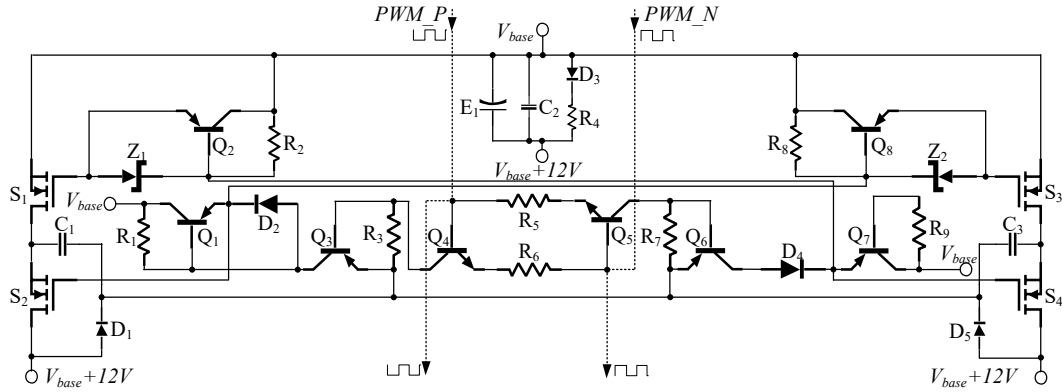 PWM_P
PWM_N
V_base
D3
E1
C2
R4
V_base+12V
Q2
R2
Z1
S1
R8
Q8
Z2
S3
V_base
D2
R1
Q1
C1
Q3
R3
Q4
R5
R6
Q5
R7
Q6
D4
Q7
R9
V_base
C3
S2
S4
D1
D5
V_base+12V
V_base+12V